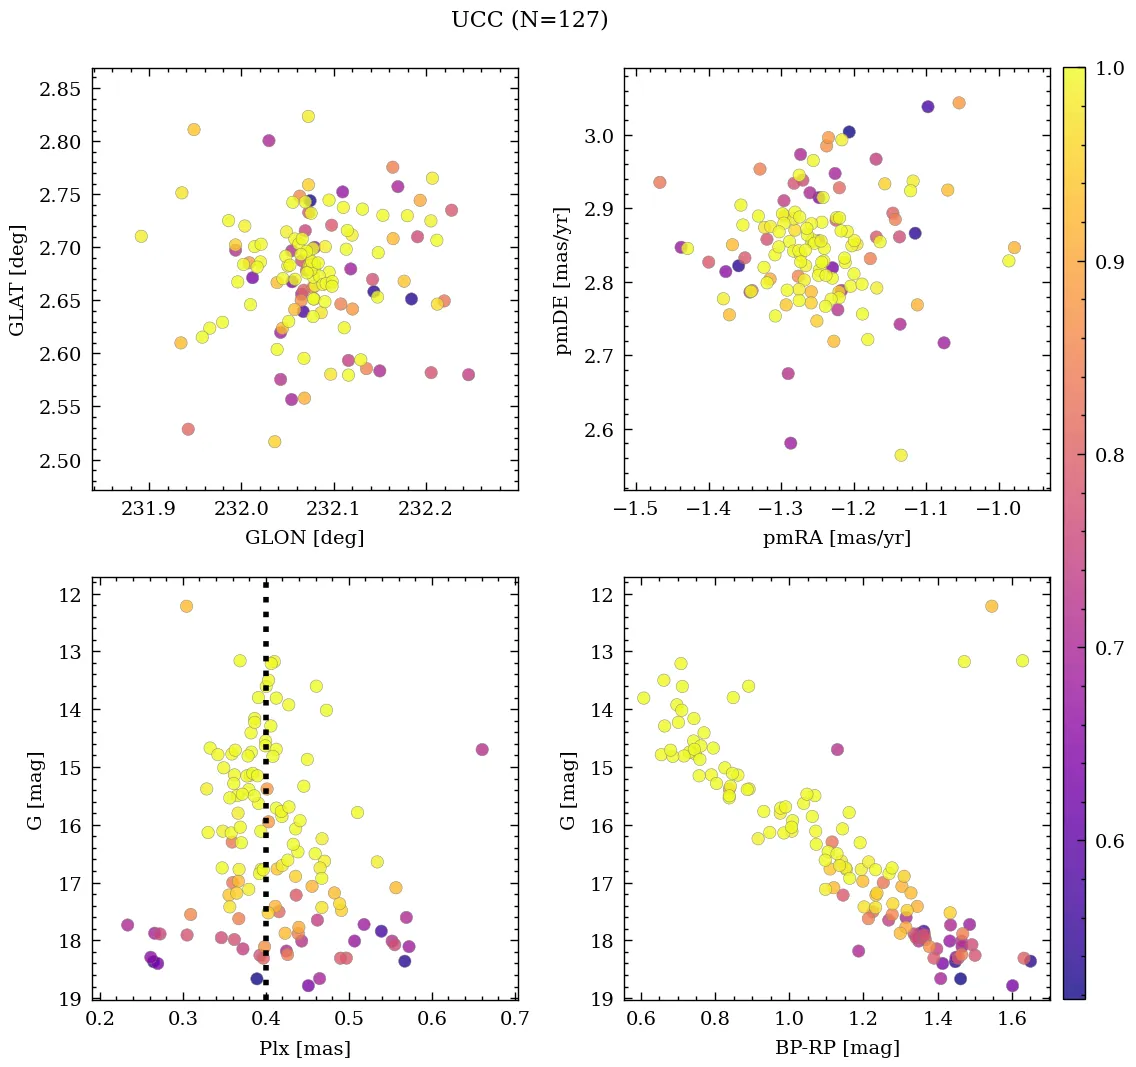 UCC (N=127)
2.85
2.80
2.75
2.70
2.65
2.60
2.55
2.50
GLAT [deg]
231.9 232.0 232.1 232.2
GLON [deg]
3.0
2.9
2.8
2.7
2.6
pmDE [mas/yr]
−1.5 −1.4 −1.3 −1.2 −1.1 −1.0
pmRA [mas/yr]
1.0
0.9
0.8
0.7
0.6
12
13
14
15
16
17
18
19
G [mag]
0.2 0.3 0.4 0.5 0.6 0.7
Plx [mas]
12
13
14
15
16
17
18
19
G [mag]
0.6 0.8 1.0 1.2 1.4 1.6
BP-RP [mag]